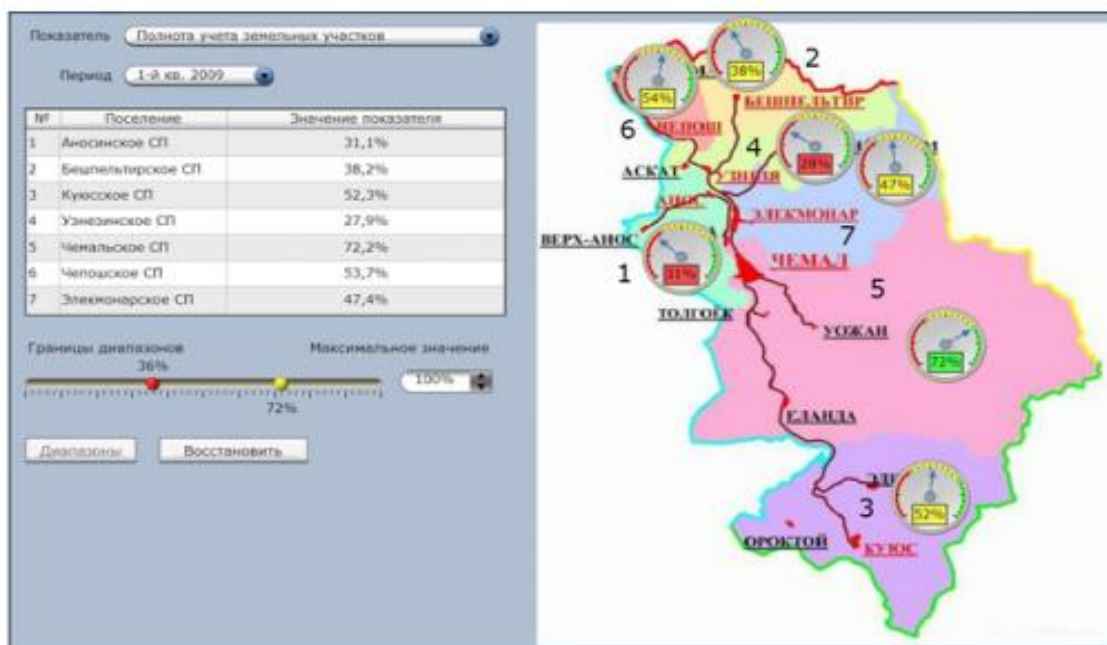 Показатель Полнота учета земельных участков
Период 1-й кв. 2009
№ Поселение Значение показателя
1 Аносинское СП 31,1%
2 Бешпельтирское СП 38,2%
3 Куюсское СП 52,3%
4 Узнезинское СП 27,9%
5 Чемальское СП 72,2%
6 Чепошское СП 53,7%
7 Элекмонарское СП 47,4%
Границы диапазонов Максимальное значение
36%
100%
72%
Диапазоны Восстановить
38% 2
54%
БЕШПЕЛЬТИР
6 ЧЕПОШ
4 28%
47%
АСКАТ
УЗНЕЗЯ
АНОС
ЭЛЕКМОНАР
ВЕРХ-АНОС
7
1 31%
ЧЕМАЛ
5
ТОЛГОЕК
УОЖАН
72%
ЕЛАНДА
3 52%
ОРОКТОЙ
КУЮС